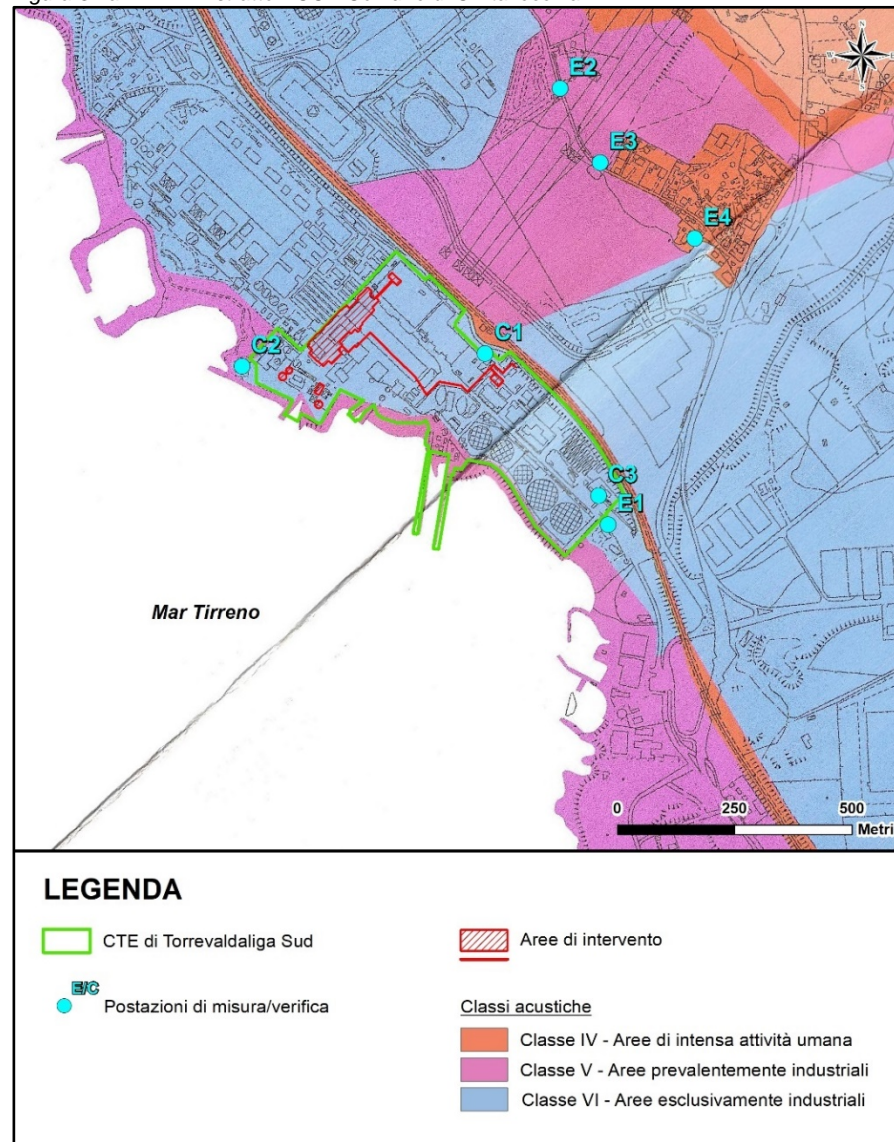 E2
E3
E4
C1
C2
C3
E1
Mar Tirreno
0 250 500
Metri
LEGENDA
CTE di Torrevaldaliga Sud
Aree di intervento
E/C
Postazioni di misura/verifica
Classi acustiche
Classe IV - Aree di intensa attività umana
Classe V - Aree prevalentemente industriali
Classe VI - Aree esclusivamente industriali